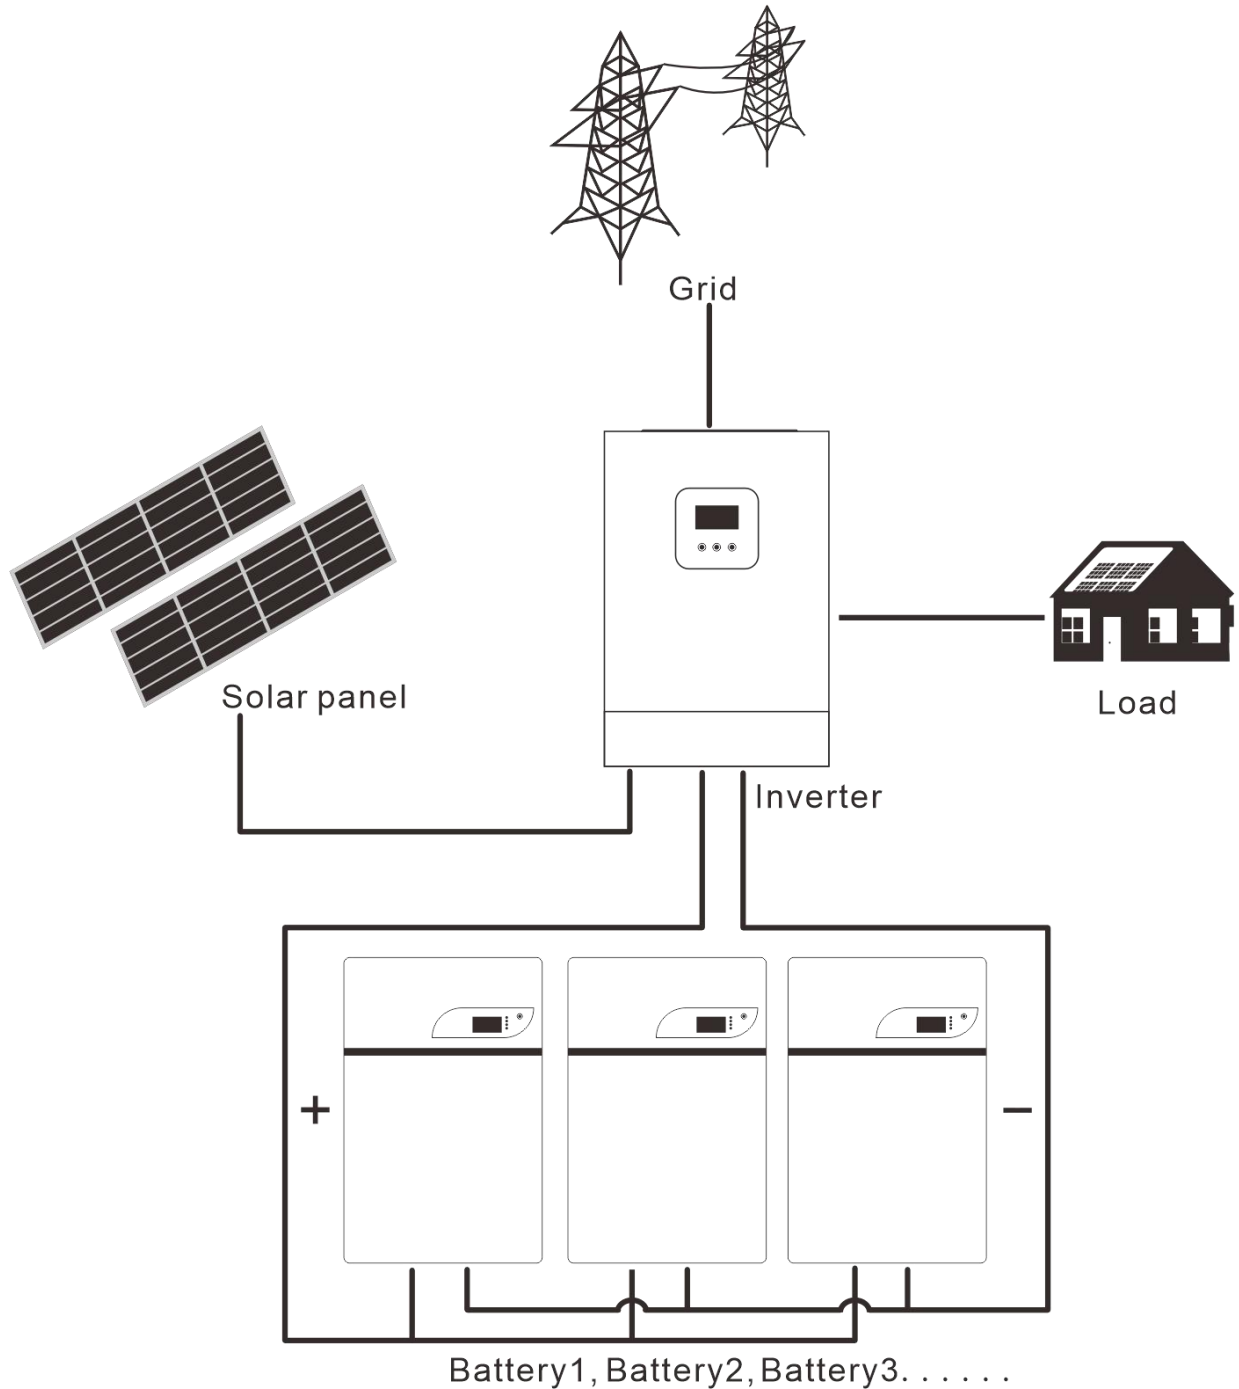 Grid
Solar panel
Load
Inverter
+
−
Battery1, Battery2, Battery3......